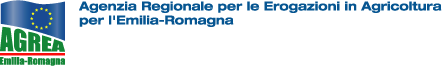 Agenzia Regionale per le Erogazioni in Agricoltura
per l'Emilia-Romagna
AGREA
Emilia-Romagna